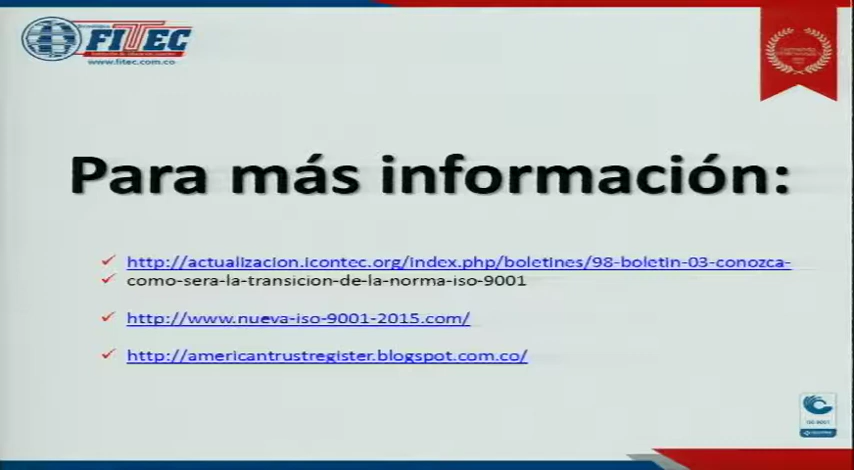 FITEC
www.fitec.com.co
Para más información:
http://actualizacion.icontec.org/index.php/boletines/98-boletin-03-conozca-
como-sera-la-transicion-de-la-norma-iso-9001
http://www.nueva-iso-9001-2015.com/
http://americantrustregister.blogspot.com.co/
ISO 9001